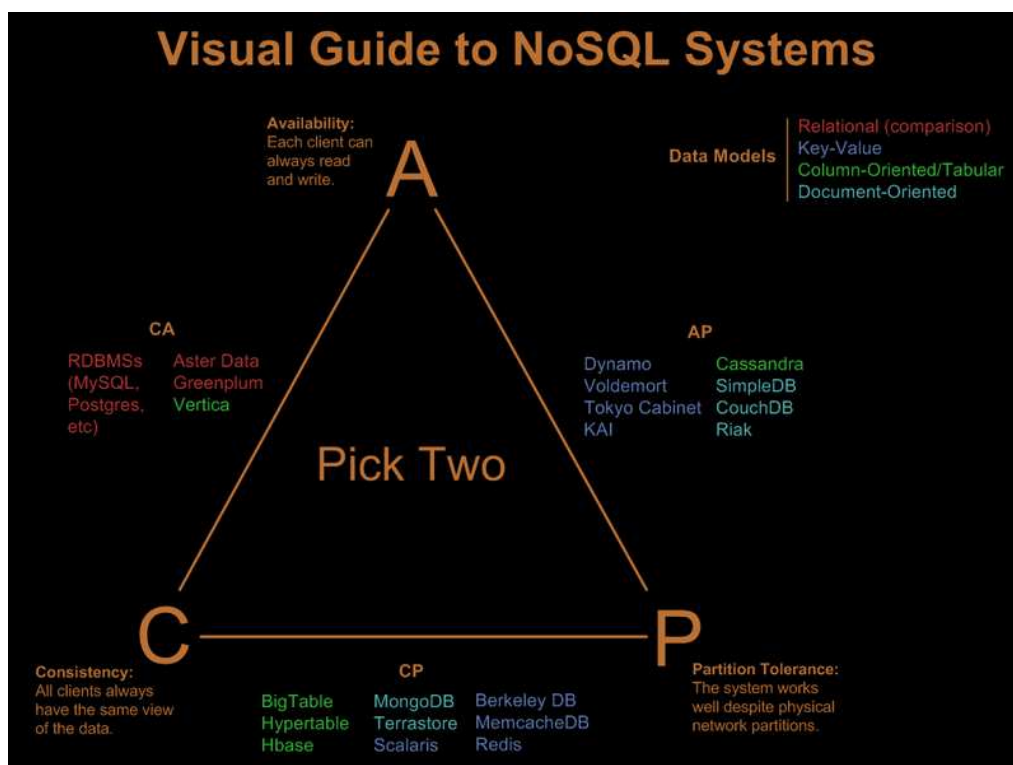 Visual Guide to NoSQL Systems
Availability:
Each client can
always read
and write.
A
Data Models
Relational (comparison)
Key-Value
Column-Oriented/Tabular
Document-Oriented
CA
RDBMSs
(MySQL,
Postgres,
etc)
Aster Data
Greenplum
Vertica
AP
Dynamo
Voldemort
Tokyo Cabinet
KAI
Cassandra
SimpleDB
CouchDB
Riak
Pick Two
C
P
Consistency:
All clients always
have the same view
of the data.
CP
BigTable
Hypertable
Hbase
MongoDB
Terrastore
Scalaris
Berkeley DB
MemcacheDB
Redis
Partition Tolerance:
The system works
well despite physical
network partitions.